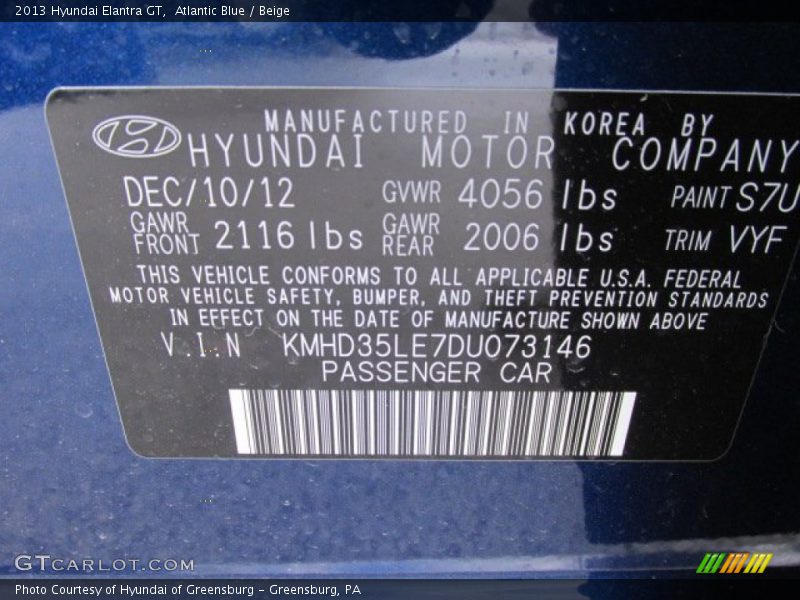 2013 Hyundai Elantra GT, Atlantic Blue / Beige
MANUFACTURED IN KOREA BY
HYUNDAI MOTOR COMPANY
DEC/10/12 GVWR 4056 lbs PAINT S7U
GAWR FRONT 2116 lbs GAWR REAR 2006 lbs TRIM VYF
THIS VEHICLE CONFORMS TO ALL APPLICABLE U.S.A. FEDERAL
MOTOR VEHICLE SAFETY, BUMPER, AND THEFT PREVENTION STANDARDS
IN EFFECT ON THE DATE OF MANUFACTURE SHOWN ABOVE
V.I.N KMHD35LE7DU073146
PASSENGER CAR
GTCARLOT.COM
Photo Courtesy of Hyundai of Greensburg - Greensburg, PA